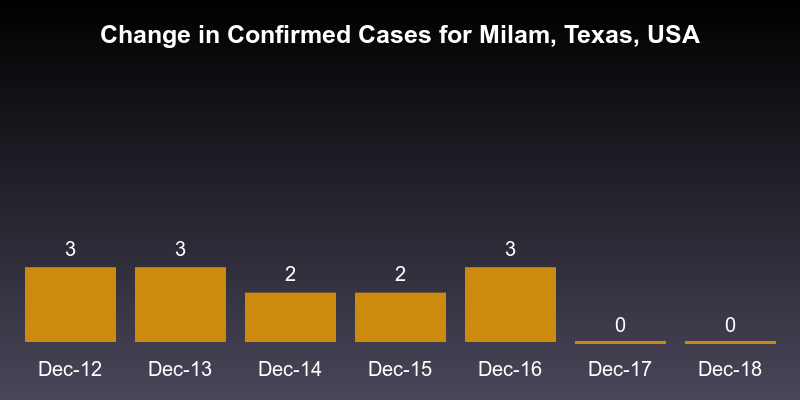 Change in Confirmed Cases for Milam, Texas, USA
3 3 2 2 3 0 0
Dec-12 Dec-13 Dec-14 Dec-15 Dec-16 Dec-17 Dec-18